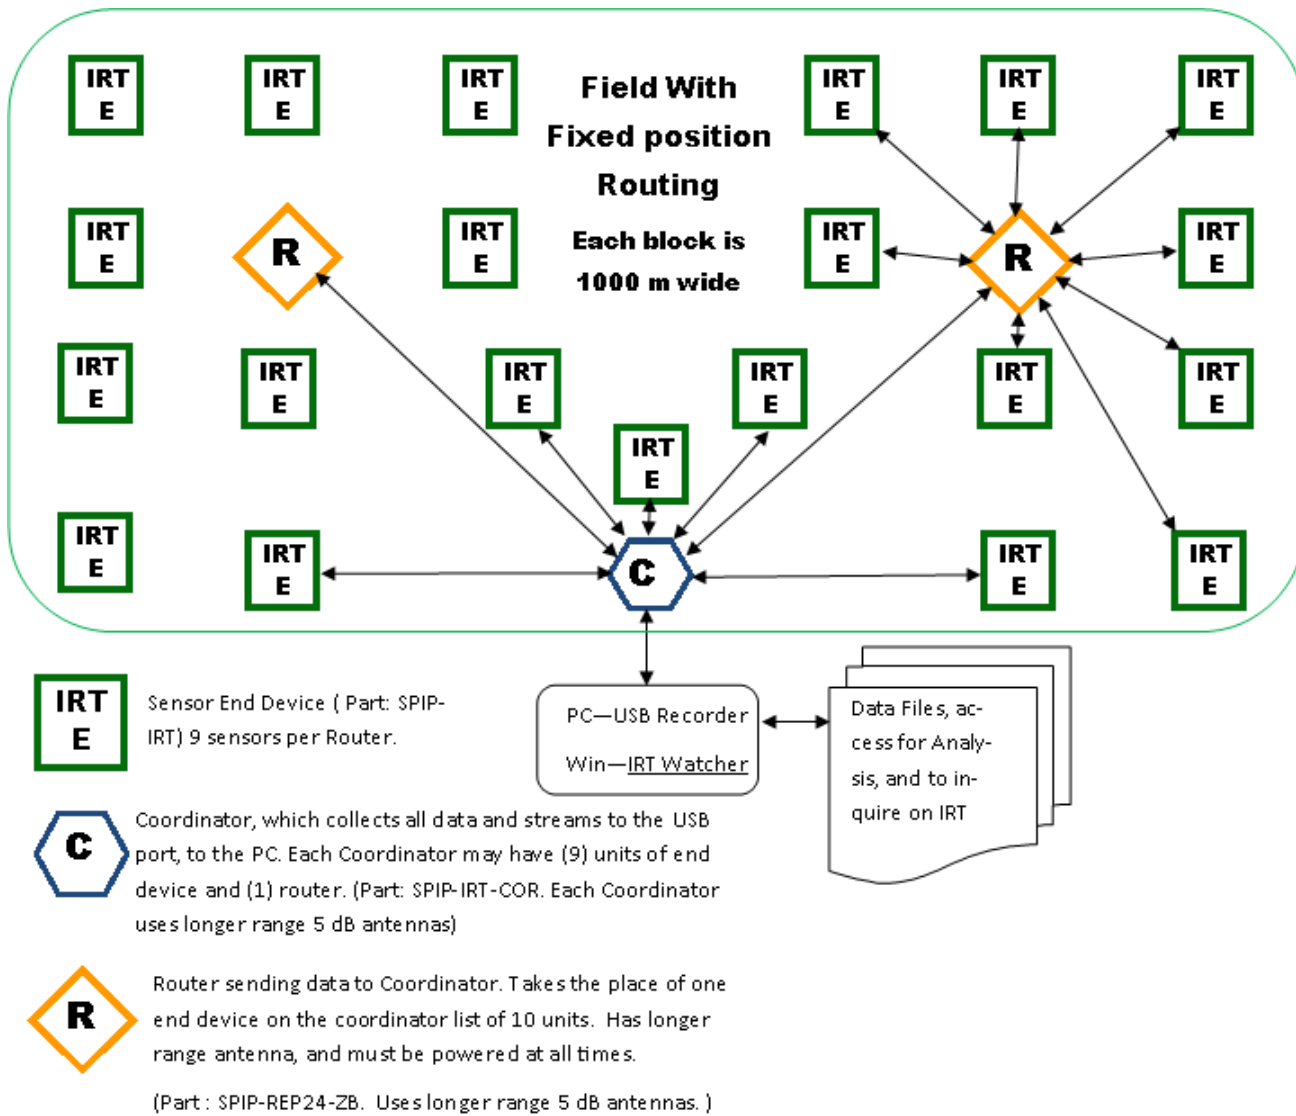 IRT
E
IRT
E
IRT
E
Field With
Fixed position
Routing
Each block is
1000 m wide
IRT
E
IRT
E
IRT
E
IRT
E
R
IRT
E
IRT
E
R
IRT
E
IRT
E
IRT
E
IRT
E
IRT
E
IRT
E
IRT
E
IRT
E
IRT
E
IRT
E
C
IRT
E
IRT
E
IRT
E
Sensor End Device ( Part: SPIP-
IRT) 9 sensors per Router.
PC—USB Recorder
Win—IRT Watcher
Data Files, ac-
cess for Analy-
sis, and to in-
quire on IRT
C
Coordinator, which collects all data and streams to the USB
port, to the PC. Each Coordinator may have (9) units of end
device and (1) router. (Part: SPIP-IRT-COR. Each Coordinator
uses longer range 5 dB antennas)
R
Router sending data to Coordinator. Takes the place of one
end device on the coordinator list of 10 units. Has longer
range antenna, and must be powered at all times.
(Part : SPIP-REP24-ZB. Uses longer range 5 dB antennas. )